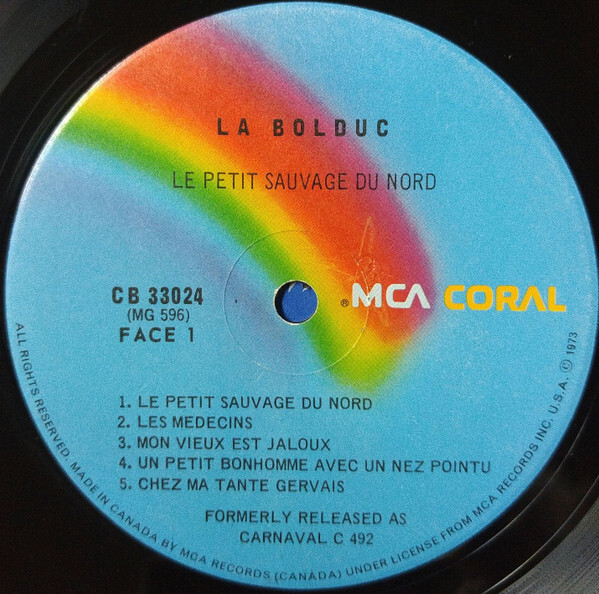 LA BOLDUC
LE PETIT SAUVAGE DU NORD
CB 33024
(MG 596)
FACE 1
® MCA CORAL
1. LE PETIT SAUVAGE DU NORD
2. LES MEDECINS
3. MON VIEUX EST JALOUX
4. UN PETIT BONHOMME AVEC UN NEZ POINTU
5. CHEZ MA TANTE GERVAIS
FORMERLY RELEASED AS
CARNAVAL C 492
ALL RIGHTS RESERVED. MADE IN CANADA BY MCA RECORDS (CANADA) UNDER LICENSE FROM MCA RECORDS INC. U.S.A. © 1973